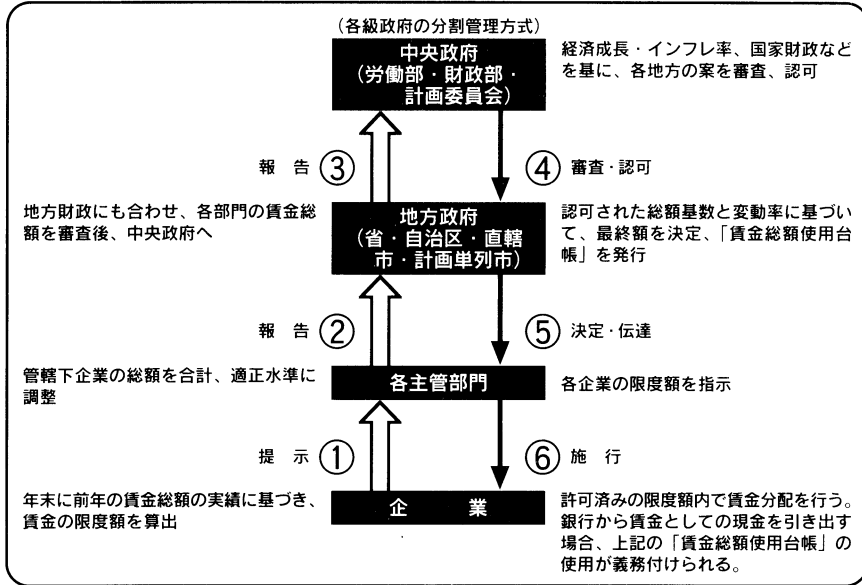 (各級政府の分割管理方式)
中央政府
(労働部・財政部・
計画委員会)
経済成長・インフレ率、国家財政など
を基に、各地方の案を審査、認可
報 告 ③
④ 審査・認可
地方財政にも合わせ、各部門の賃金総
額を審査後、中央政府へ
地方政府
(省・自治区・直轄
市・計画単列市)
認可された総額基数と変動率に基づい
て、最終額を決定、「賃金総額使用台
帳」を発行
報 告 ②
⑤ 決定・伝達
管轄下企業の総額を合計、適正水準に
調整
各主管部門
各企業の限度額を指示
提 示 ①
⑥ 施 行
年末に前年の賃金総額の実績に基づき、
賃金の限度額を算出
企 業
許可済みの限度額内で賃金分配を行う。
銀行から賃金としての現金を引き出す
場合、上記の「賃金総額使用台帳」の
使用が義務付けられる。